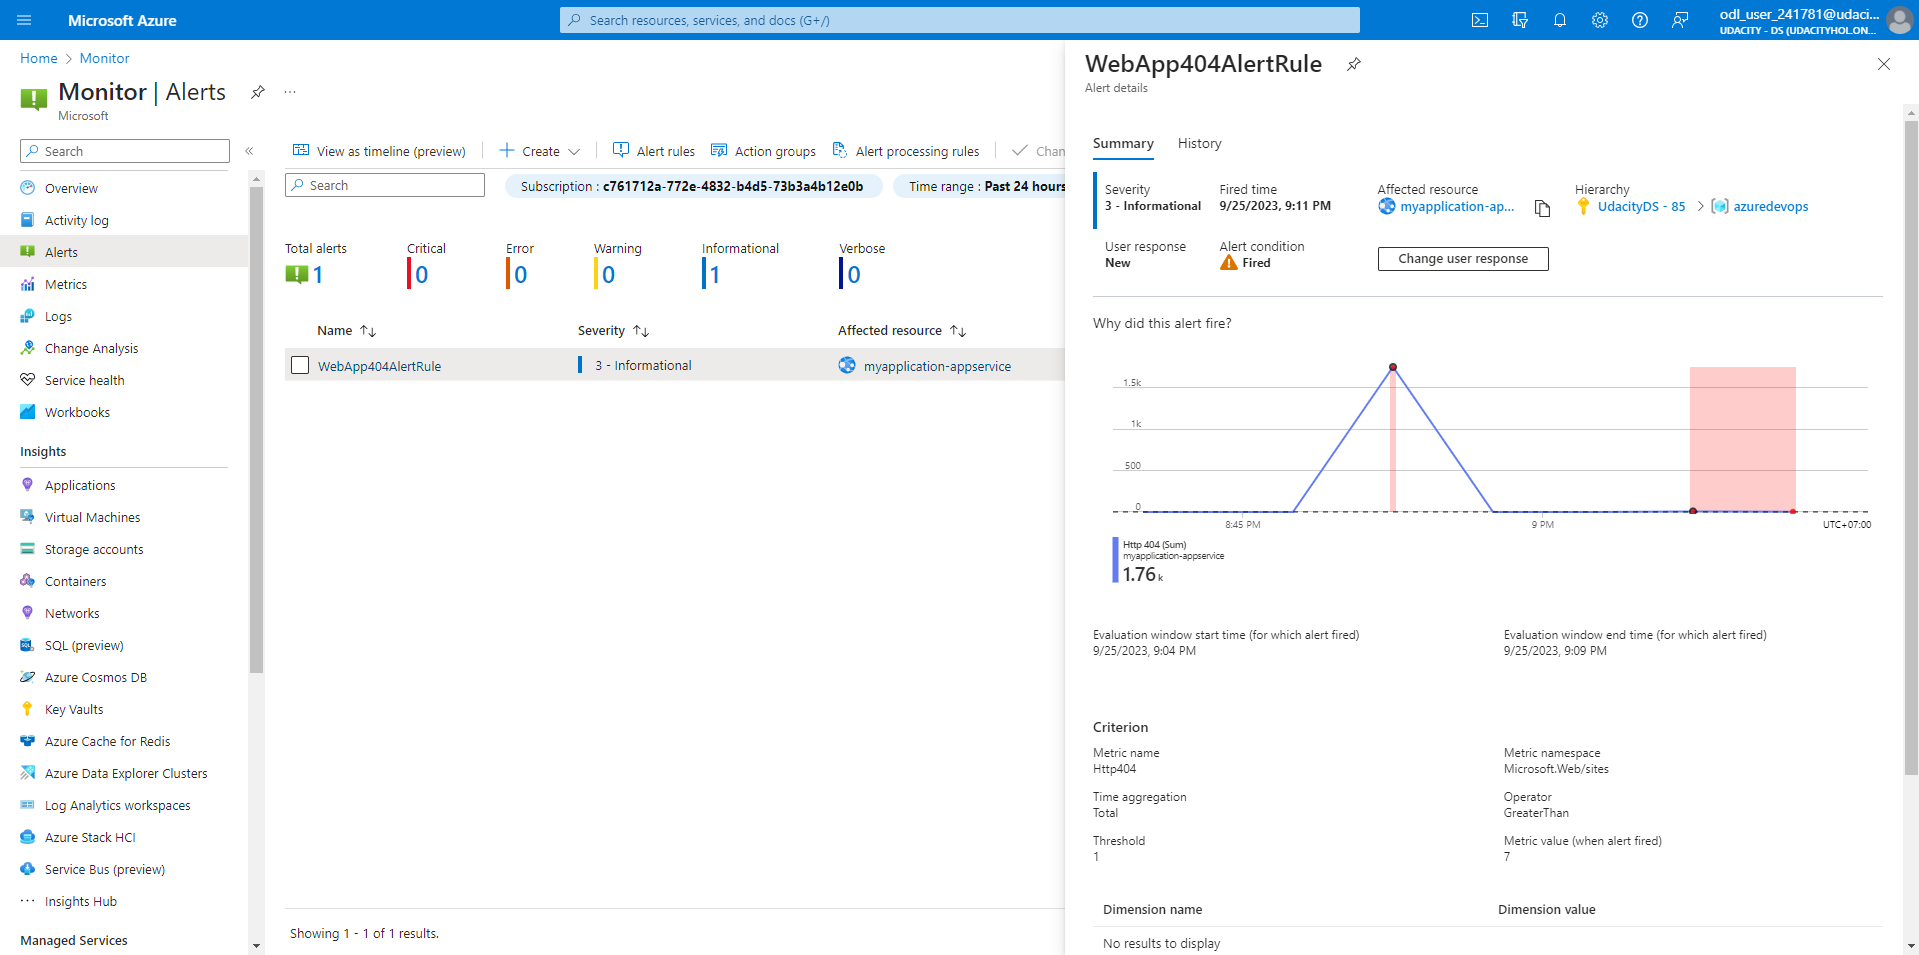 Microsoft Azure
Search resources, services, and docs (G+/)
odl_user_241781@udaci...
UDACITY - DS (UDACITYHOL.ON...
Home > Monitor
Monitor | Alerts
...
Microsoft
Search
«
Overview
Activity log
Alerts
Metrics
Logs
Change Analysis
Service health
Workbooks
Insights
Applications
Virtual Machines
Storage accounts
Containers
Networks
SQL (preview)
Azure Cosmos DB
Key Vaults
Azure Cache for Redis
Azure Data Explorer Clusters
Log Analytics workspaces
Azure Stack HCI
Service Bus (preview)
Insights Hub
Managed Services
View as timeline (preview)
Create
Alert rules
Action groups
Alert processing rules
Chan
Search
Subscription : c761712a-772e-4832-b4d5-73b3a4b12e0b
Time range : Past 24 hours
Total alerts
1
Critical
0
Error
0
Warning
0
Informational
1
Verbose
0
Name ↑↓
Severity ↑↓
Affected resource ↑↓
WebApp404AlertRule
3 - Informational
myapplication-appservice
Showing 1 - 1 of 1 results.
WebApp404AlertRule
Alert details
Summary
History
Severity
3 - Informational
Fired time
9/25/2023, 9:11 PM
Affected resource
myapplication-ap...
Hierarchy
UdacityDS - 85 > azuredevops
User response
New
Alert condition
Fired
Change user response
Why did this alert fire?
1.5k
1k
500
0
8:45 PM
9 PM
UTC+07:00
Http 404 (Sum)
myapplication-appservice
1.76 k
Evaluation window start time (for which alert fired)
9/25/2023, 9:04 PM
Evaluation window end time (for which alert fired)
9/25/2023, 9:09 PM
Criterion
Metric name
Http404
Metric namespace
Microsoft.Web/sites
Time aggregation
Total
Operator
GreaterThan
Threshold
1
Metric value (when alert fired)
7
Dimension name
Dimension value
No results to display